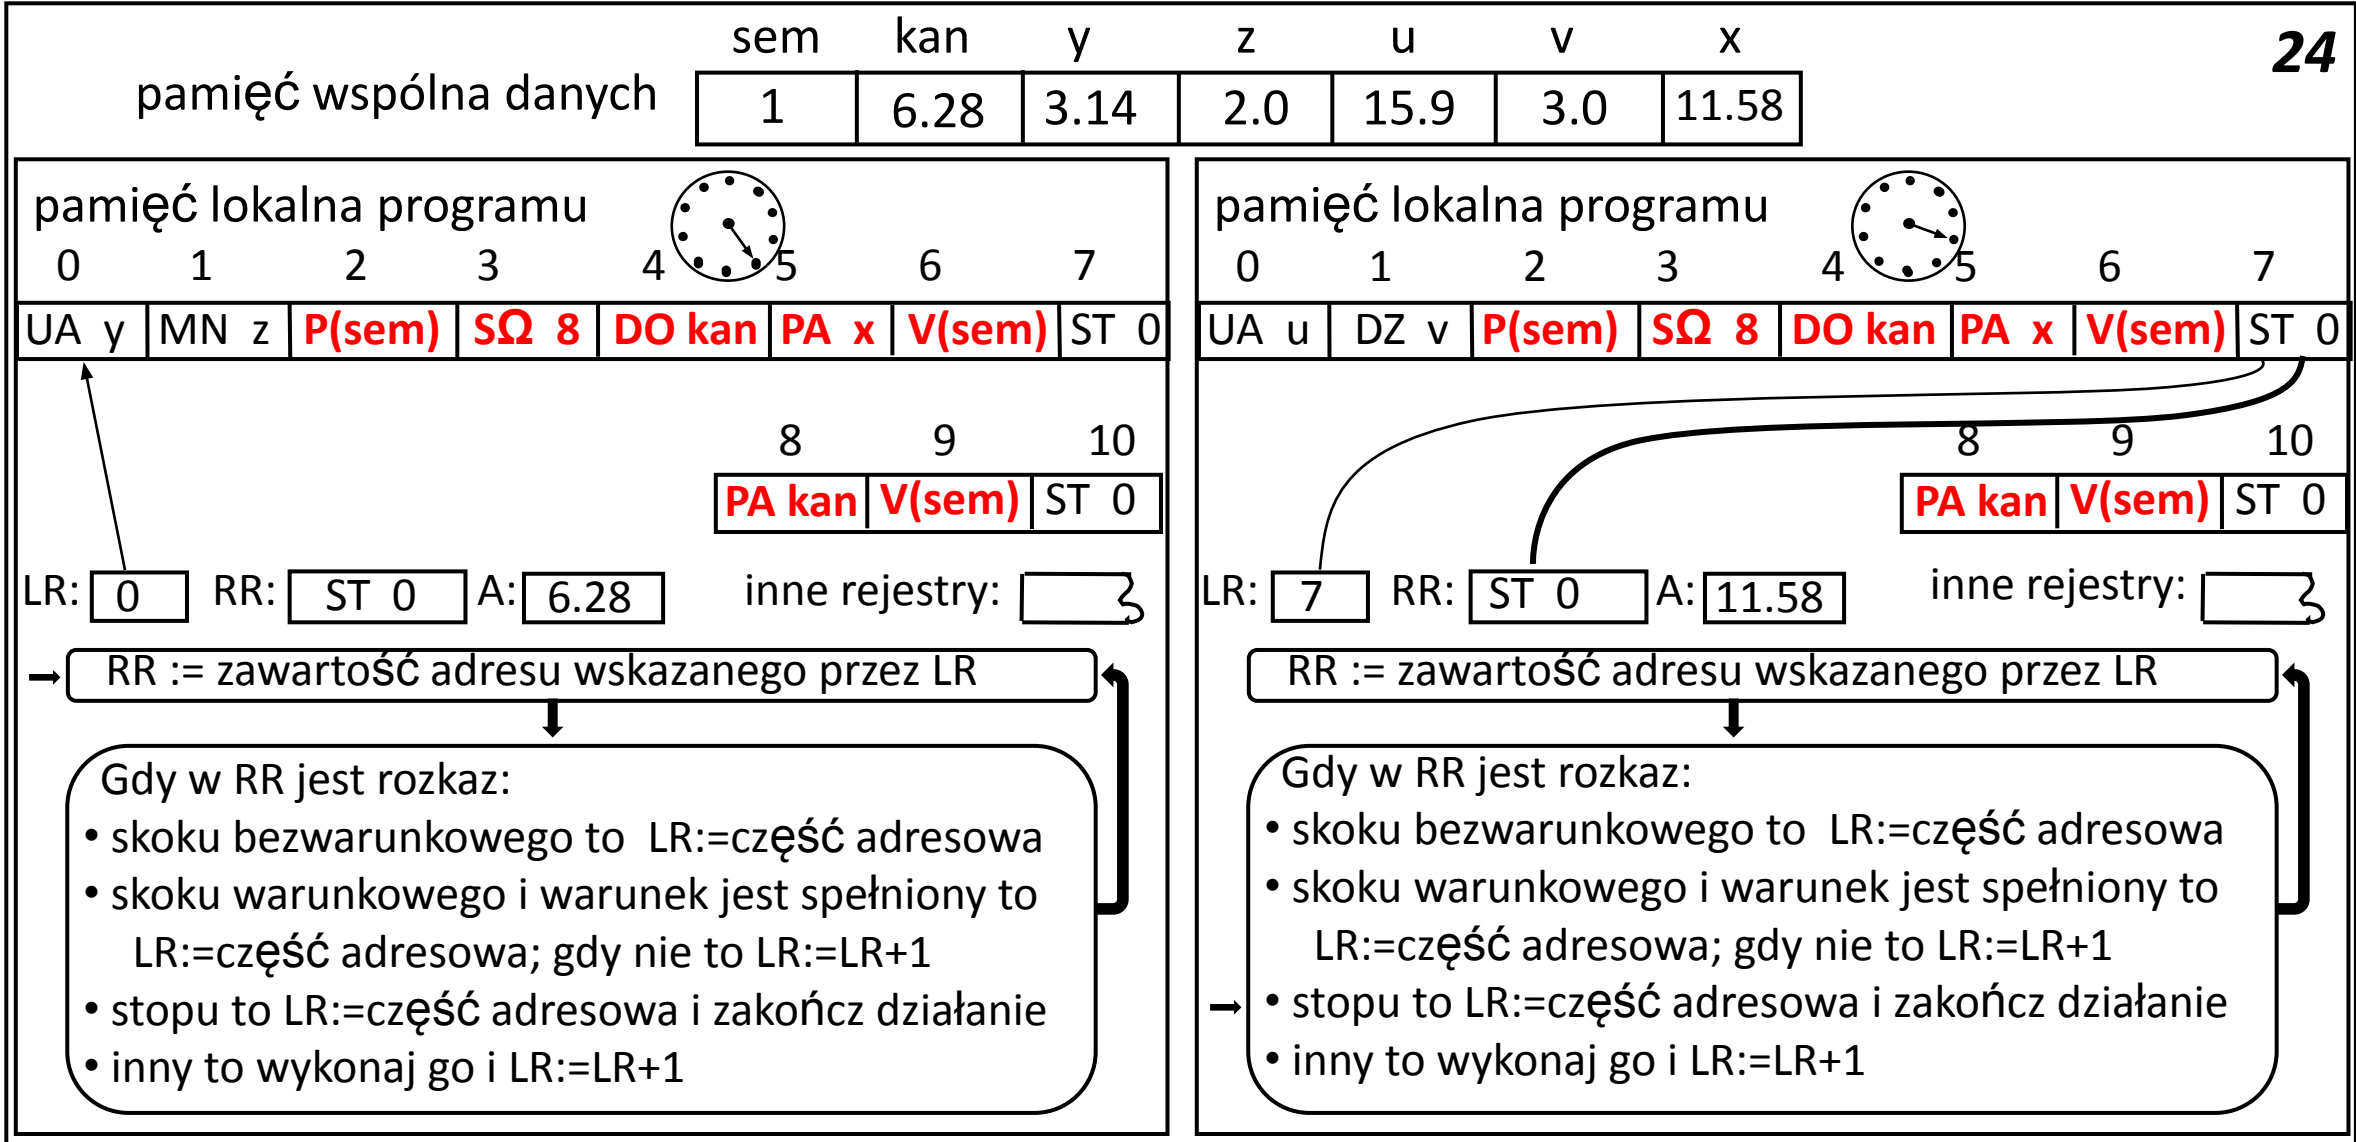 24
sem kan y z u v x
pamięć wspólna danych 1 6.28 3.14 2.0 15.9 3.0 11.58
pamięć lokalna programu
0 1 2 3 4 5 6 7
UA y MN z P(sem) SΩ 8 DO kan PA x V(sem) ST 0
8 9 10
PA kan V(sem) ST 0
LR: 0 RR: ST 0 A: 6.28 inne rejestry:
RR := zawartość adresu wskazanego przez LR
Gdy w RR jest rozkaz:
• skoku bezwarunkowego to LR:=część adresowa
• skoku warunkowego i warunek jest spełniony to
LR:=część adresowa; gdy nie to LR:=LR+1
• stopu to LR:=część adresowa i zakończ działanie
• inny to wykonaj go i LR:=LR+1
pamięć lokalna programu
0 1 2 3 4 5 6 7
UA u DZ v P(sem) SΩ 8 DO kan PA x V(sem) ST 0
8 9 10
PA kan V(sem) ST 0
LR: 7 RR: ST 0 A: 11.58 inne rejestry:
RR := zawartość adresu wskazanego przez LR
Gdy w RR jest rozkaz:
• skoku bezwarunkowego to LR:=część adresowa
• skoku warunkowego i warunek jest spełniony to
LR:=część adresowa; gdy nie to LR:=LR+1
• stopu to LR:=część adresowa i zakończ działanie
• inny to wykonaj go i LR:=LR+1